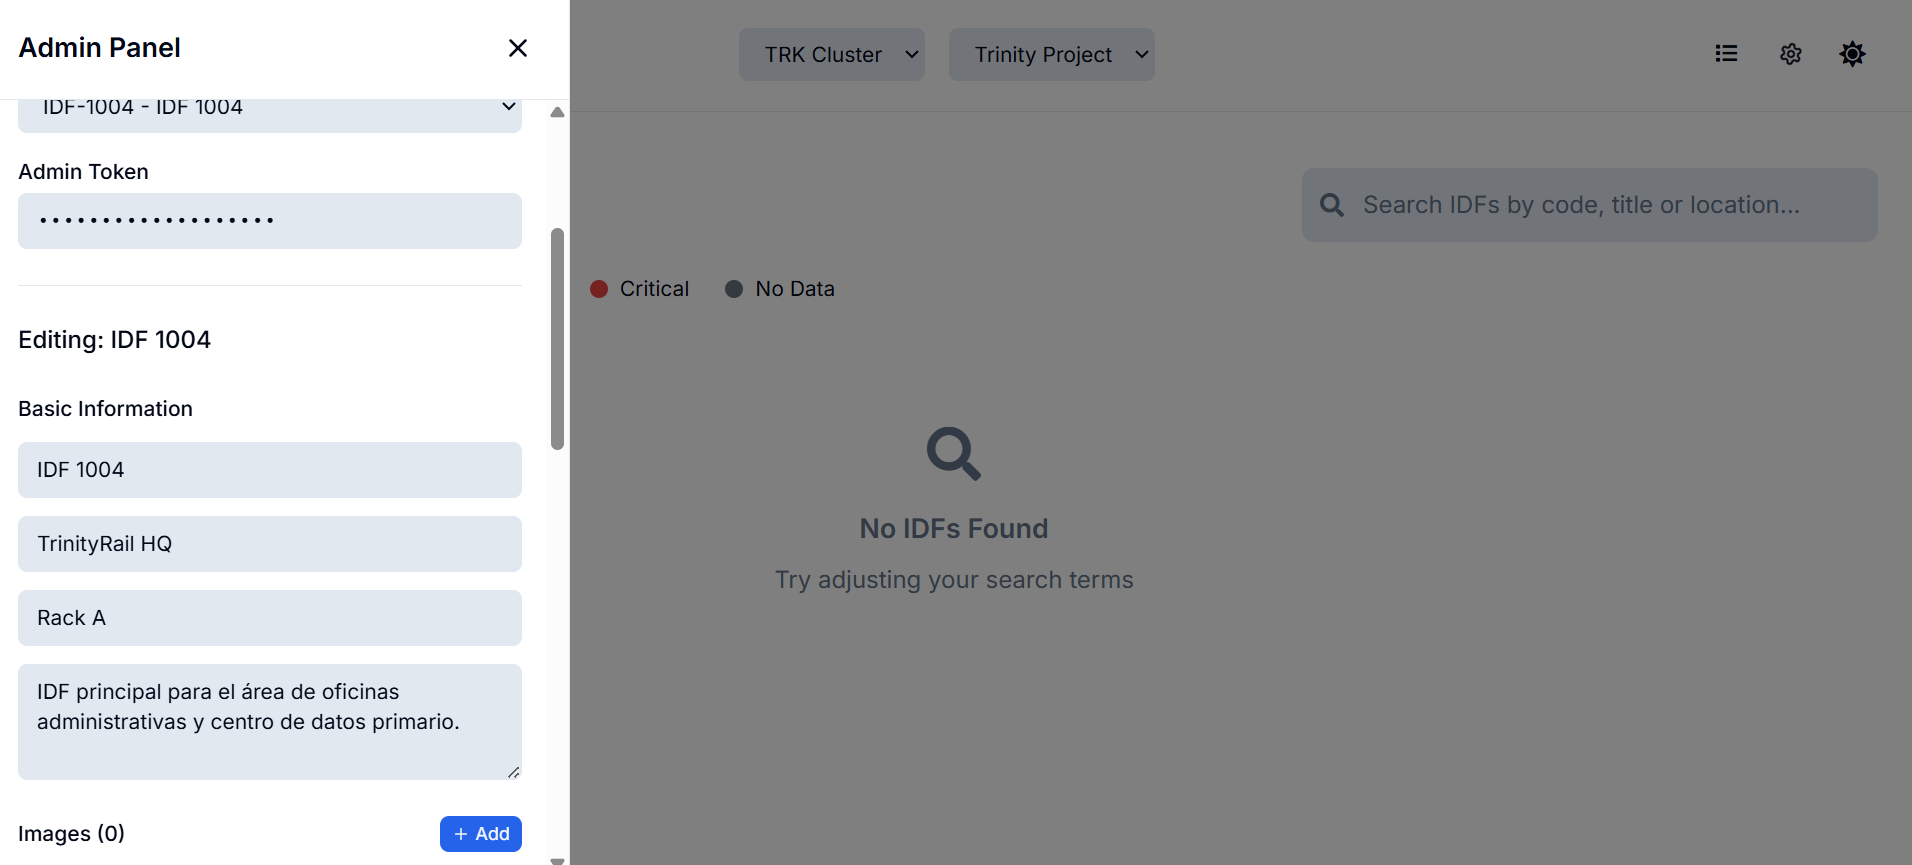 Admin Panel
IDF-1004 - IDF 1004
Admin Token
•••••••••••••••••••
Editing: IDF 1004
Basic Information
IDF 1004
TrinityRail HQ
Rack A
IDF principal para el área de oficinas
administrativas y centro de datos primario.
Images (0)
+ Add
TRK Cluster
Trinity Project
Search IDFs by code, title or location...
Critical
No Data
No IDFs Found
Try adjusting your search terms